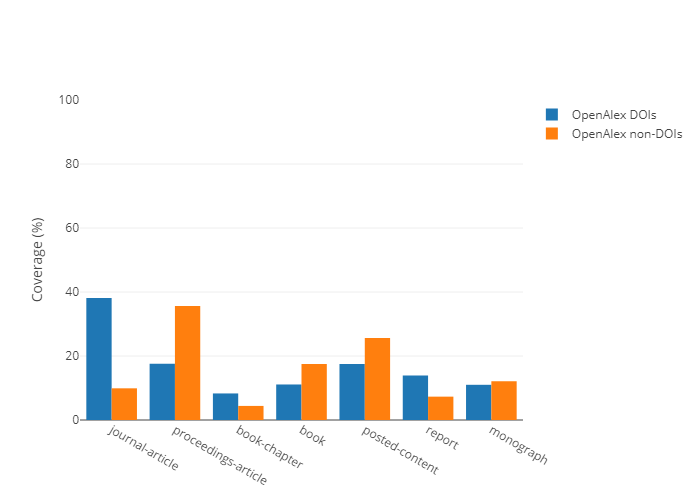 100
80
60
40
20
0
Coverage (%)
journal-article
proceedings-article
book-chapter
book
posted-content
report
monograph
OpenAlex DOIs
OpenAlex non-DOIs